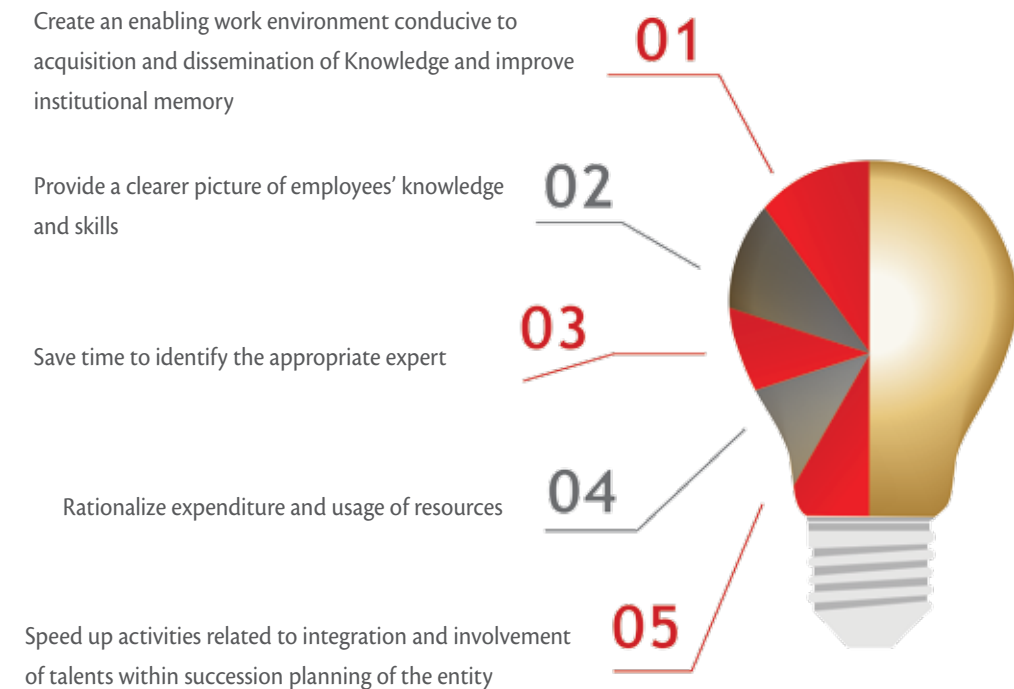 01
Create an enabling work environment conducive to
acquisition and dissemination of Knowledge and improve
institutional memory
02
Provide a clearer picture of employees’ knowledge
and skills
03
Save time to identify the appropriate expert
04
Rationalize expenditure and usage of resources
05
Speed up activities related to integration and involvement
of talents within succession planning of the entity